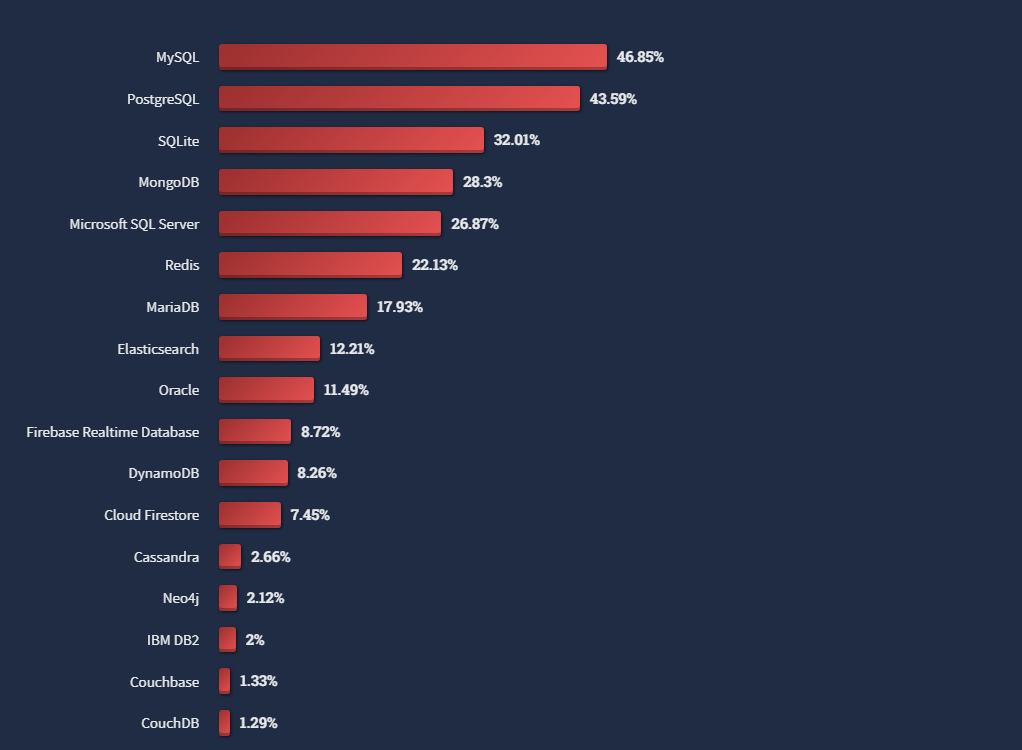 MySQL 46.85%
PostgreSQL 43.59%
SQLite 32.01%
MongoDB 28.3%
Microsoft SQL Server 26.87%
Redis 22.13%
MariaDB 17.93%
Elasticsearch 12.21%
Oracle 11.49%
Firebase Realtime Database 8.72%
DynamoDB 8.26%
Cloud Firestore 7.45%
Cassandra 2.66%
Neo4j 2.12%
IBM DB2 2%
Couchbase 1.33%
CouchDB 1.29%